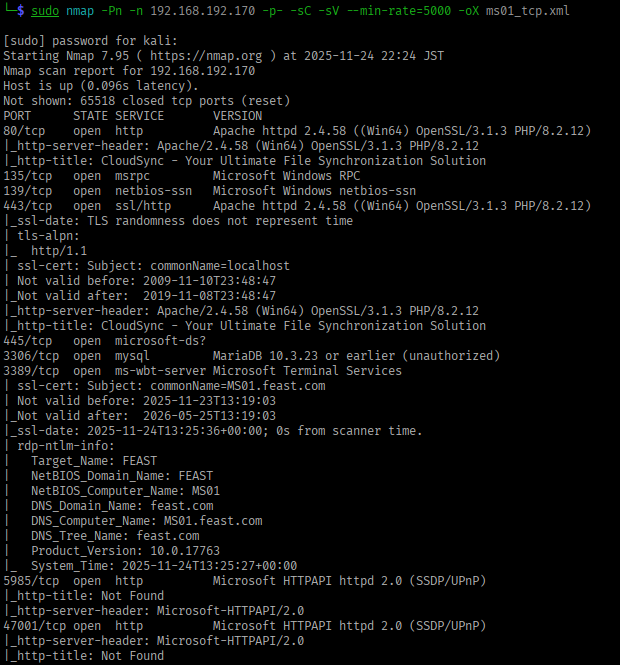 └─$ sudo nmap -Pn -n 192.168.192.170 -p- -sC -sV --min-rate=5000 -oX ms01_tcp.xml
[sudo] password for kali:
Starting Nmap 7.95 ( https://nmap.org ) at 2025-11-24 22:24 JST
Nmap scan report for 192.168.192.170
Host is up (0.096s latency).
Not shown: 65518 closed tcp ports (reset)
PORT      STATE SERVICE       VERSION
80/tcp    open  http          Apache httpd 2.4.58 ((Win64) OpenSSL/3.1.3 PHP/8.2.12)
|_http-server-header: Apache/2.4.58 (Win64) OpenSSL/3.1.3 PHP/8.2.12
|_http-title: CloudSync - Your Ultimate File Synchronization Solution
135/tcp   open  msrpc         Microsoft Windows RPC
139/tcp   open  netbios-ssn   Microsoft Windows netbios-ssn
443/tcp   open  ssl/http      Apache httpd 2.4.58 ((Win64) OpenSSL/3.1.3 PHP/8.2.12)
|_ssl-date: TLS randomness does not represent time
| tls-alpn:
|_  http/1.1
| ssl-cert: Subject: commonName=localhost
| Not valid before: 2009-11-10T23:48:47
|_Not valid after:  2019-11-08T23:48:47
|_http-server-header: Apache/2.4.58 (Win64) OpenSSL/3.1.3 PHP/8.2.12
|_http-title: CloudSync - Your Ultimate File Synchronization Solution
445/tcp   open  microsoft-ds?
3306/tcp  open  mysql         MariaDB 10.3.23 or earlier (unauthorized)
3389/tcp  open  ms-wbt-server Microsoft Terminal Services
| ssl-cert: Subject: commonName=MS01.feast.com
| Not valid before: 2025-11-23T13:19:03
|_Not valid after:  2026-05-25T13:19:03
|_ssl-date: 2025-11-24T13:25:36+00:00; 0s from scanner time.
| rdp-ntlm-info:
|   Target_Name: FEAST
|   NetBIOS_Domain_Name: FEAST
|   NetBIOS_Computer_Name: MS01
|   DNS_Domain_Name: feast.com
|   DNS_Computer_Name: MS01.feast.com
|   DNS_Tree_Name: feast.com
|   Product_Version: 10.0.17763
|_  System_Time: 2025-11-24T13:25:27+00:00
5985/tcp  open  http          Microsoft HTTPAPI httpd 2.0 (SSDP/UPnP)
|_http-title: Not Found
|_http-server-header: Microsoft-HTTPAPI/2.0
47001/tcp open  http          Microsoft HTTPAPI httpd 2.0 (SSDP/UPnP)
|_http-server-header: Microsoft-HTTPAPI/2.0
|_http-title: Not Found